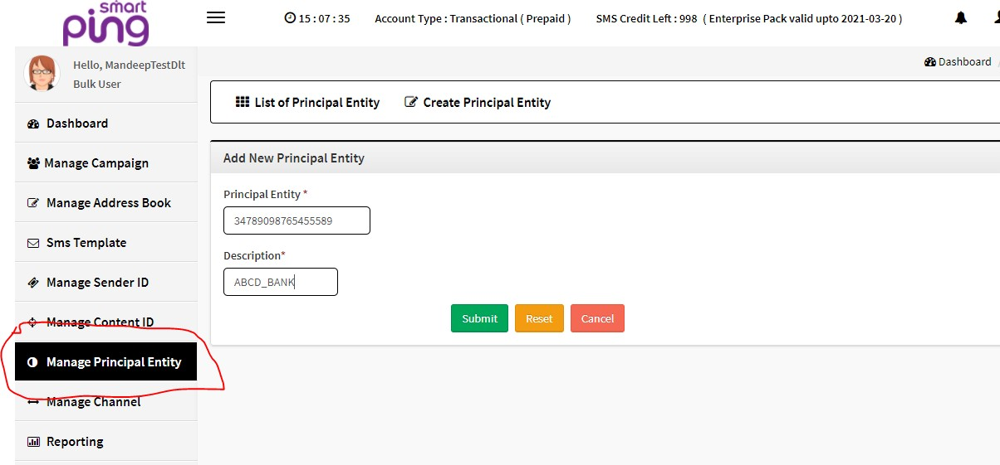 smart
ping
15 : 07 : 35 Account Type : Transactional ( Prepaid ) SMS Credit Left : 998 ( Enterprise Pack valid upto 2021-03-20 )
Hello, MandeepTestDlt
Bulk User
Dashboard
List of Principal Entity Create Principal Entity
Dashboard
Manage Campaign
Manage Address Book
Sms Template
Manage Sender ID
Manage Content ID
Manage Principal Entity
Manage Channel
Reporting
Add New Principal Entity
Principal Entity *
34789098765455589
Description*
ABCD_BANK
Submit Reset Cancel